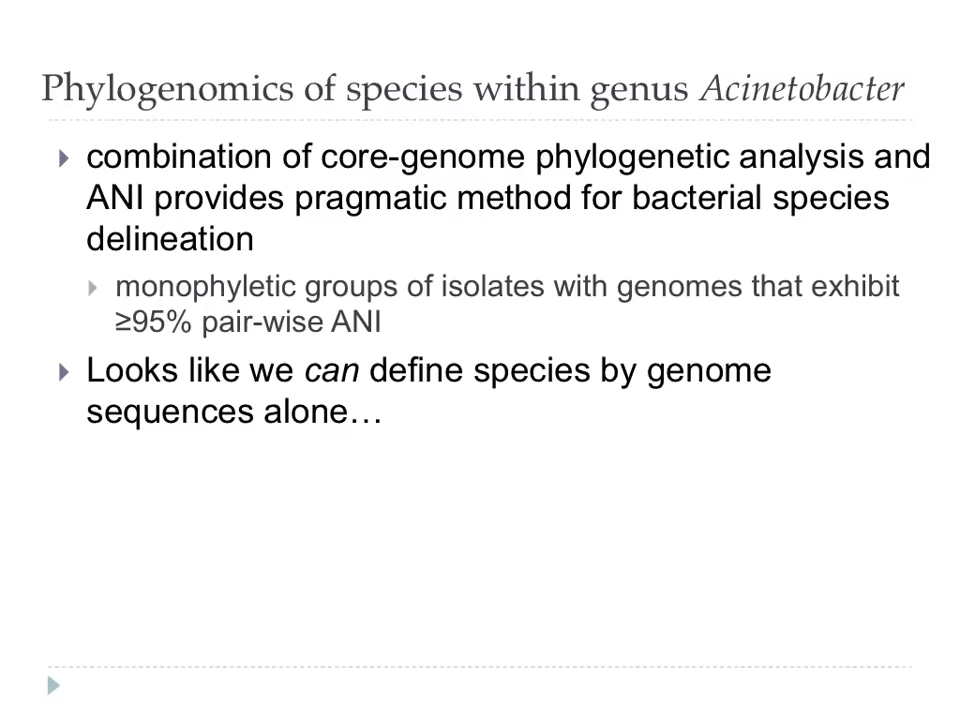 Phylogenomics of species within genus Acinetobacter
combination of core-genome phylogenetic analysis and
ANI provides pragmatic method for bacterial species
delineation
monophyletic groups of isolates with genomes that exhibit
≥95% pair-wise ANI
Looks like we can define species by genome
sequences alone…